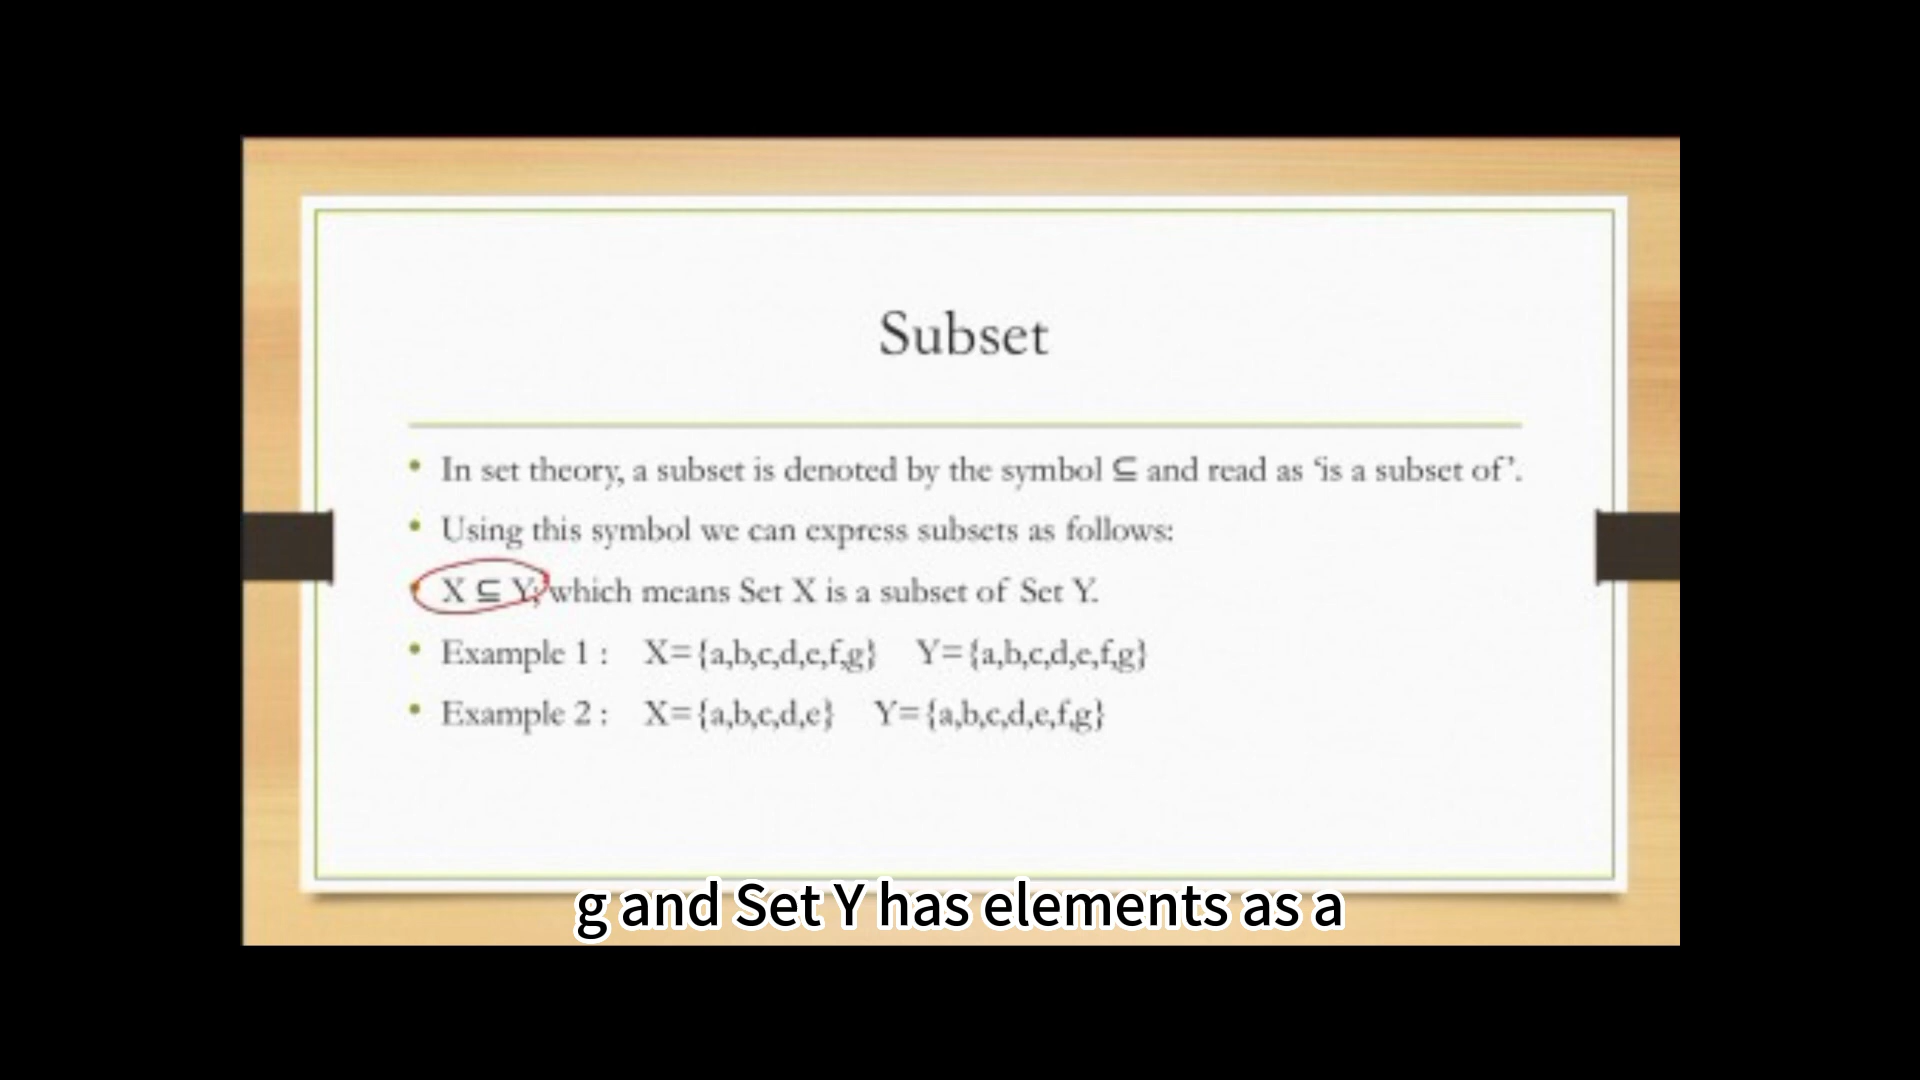 Subset
• In set theory, a subset is denoted by the symbol ⊆ and read as ‘is a subset of’.
• Using this symbol we can express subsets as follows:
• X ⊆ Y; which means Set X is a subset of Set Y.
• Example 1 : X={a,b,c,d,e,f,g} Y={a,b,c,d,e,f,g}
• Example 2 : X={a,b,c,d,e} Y={a,b,c,d,e,f,g}
g and Set Y has elements as a